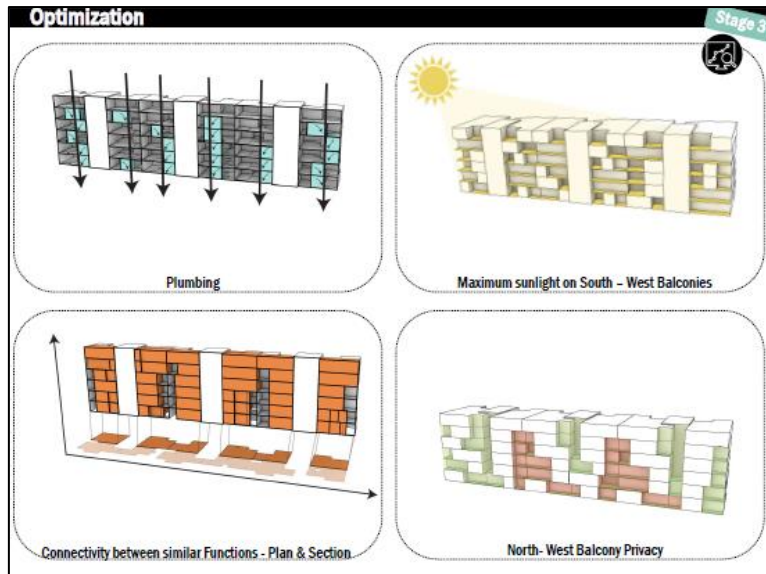 Optimization
Stage 3
Plumbing
Maximum sunlight on South – West Balconies
Connectivity between similar Functions - Plan & Section
North- West Balcony Privacy